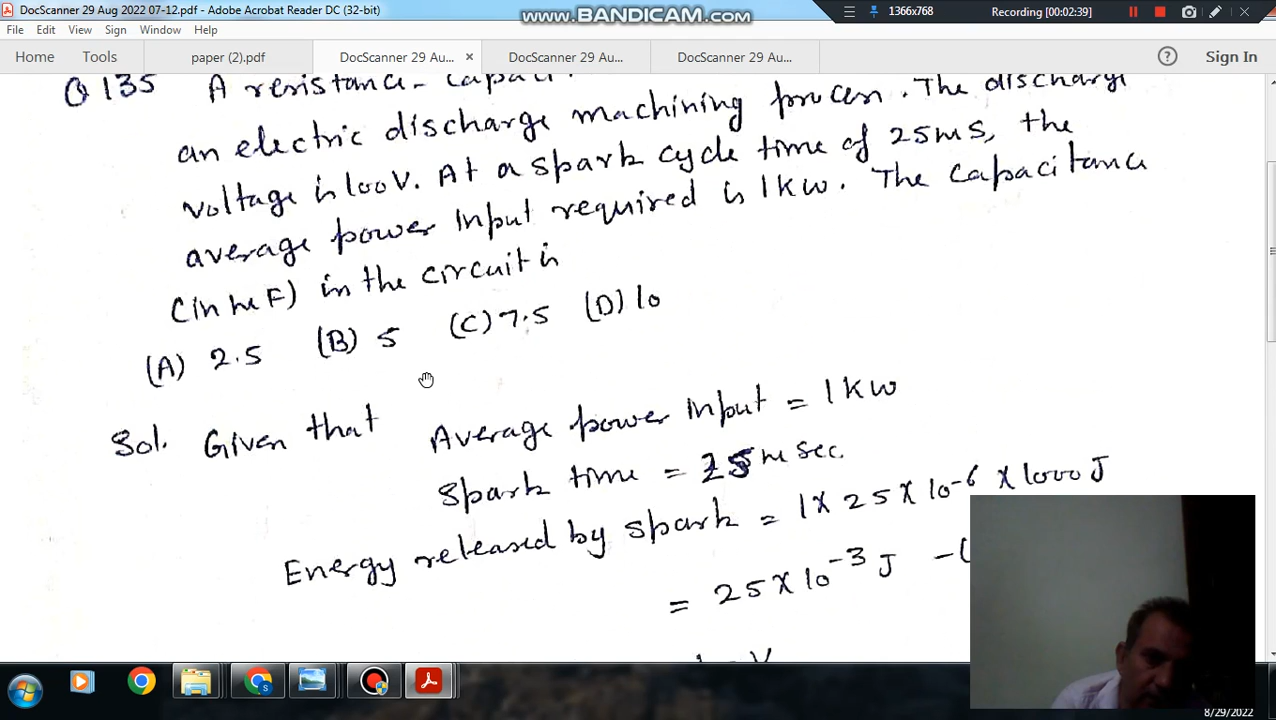 DocScanner 29 Aug 2022 07-12.pdf - Adobe Acrobat Reader DC (32-bit)
www.BANDICAM.com
1366x768
Recording [00:02:39]
File Edit View Sign Window Help
Home Tools paper (2).pdf DocScanner 29 Au... × DocScanner 29 Au... DocScanner 29 Au... Sign In
Q 135 A resistance-
an electric discharge machining process. The discharge
voltage is 100V. At a spark cycle time of 25 ms, the
average power input required is 1kw. The capacitance
C(in F) in the circuit is
(A) 2.5 (B) 5 (C) 7.5 (D) 10
Sol. Given that Average power input = 1kw
spark time = 25 m sec.
Energy released by spark = 1 x 25 x 10-6 x 1000 J
= 25 x 10-3 J
8/29/2022